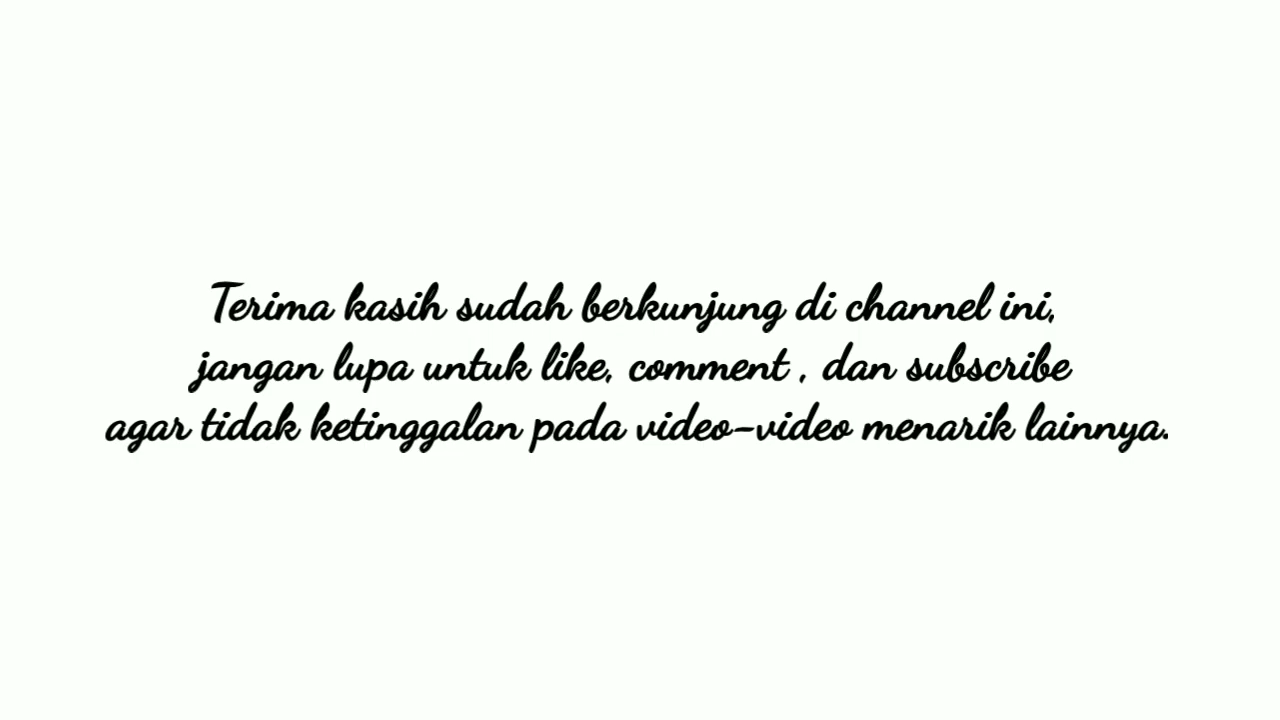 Terima kasih sudah berkunjung di channel ini,
jangan lupa untuk like, comment , dan subscribe
agar tidak ketinggalan pada video-video menarik lainnya.